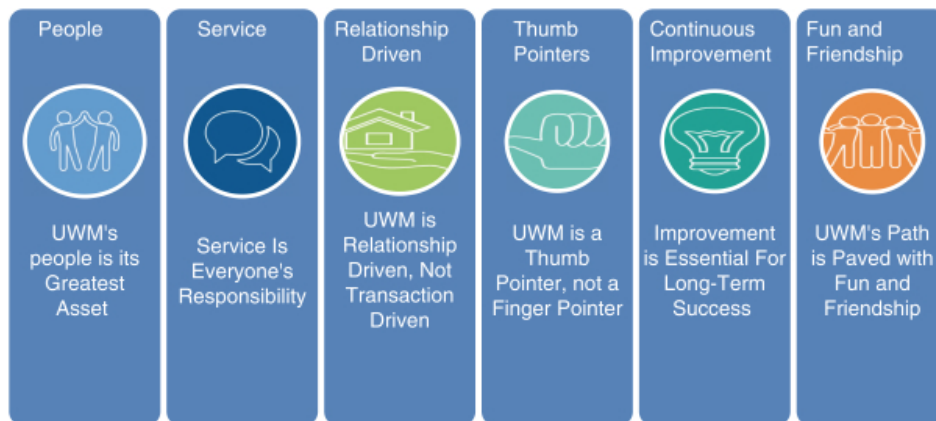 People
UWM's
people is its
Greatest
Asset
Service
Service Is
Everyone's
Responsibility
Relationship
Driven
UWM is
Relationship
Driven, Not
Transaction
Driven
Thumb
Pointers
UWM is a
Thumb
Pointer, not a
Finger Pointer
Continuous
Improvement
Improvement
is Essential For
Long-Term
Success
Fun and
Friendship
UWM's Path
is Paved with
Fun and
Friendship